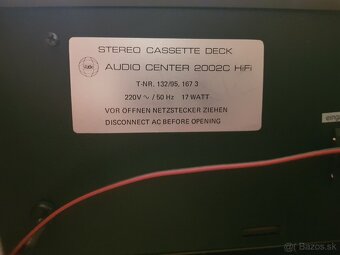 STEREO CASSETTE DECK
AUDIO CENTER 2002C HiFi
T-NR. 132/95, 167 3
220V ~ / 50 Hz 17 WATT
VOR ÖFFNEN NETZSTECKER ZIEHEN
DISCONNECT AC BEFORE OPENING
© Bazos.sk